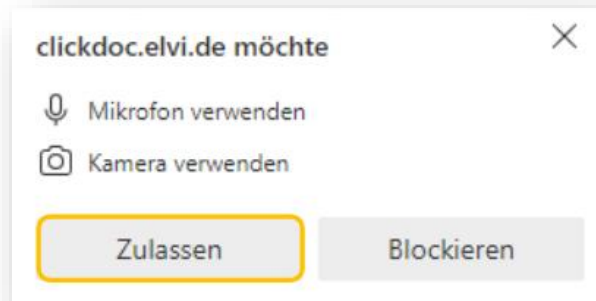 clickdoc.elvi.de möchte
Mikrofon verwenden
Kamera verwenden
Zulassen
Blockieren